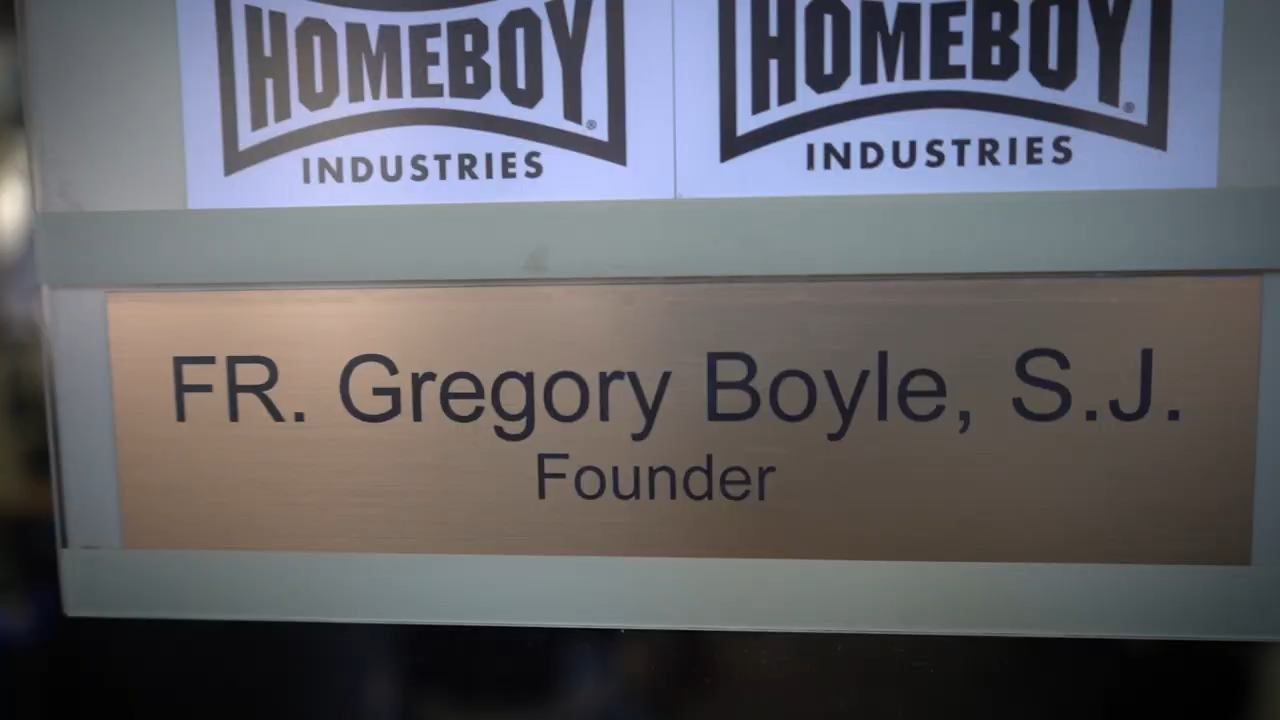 HOMEBOY®
INDUSTRIES
HOMEBOY®
INDUSTRIES
FR. Gregory Boyle, S.J.
Founder